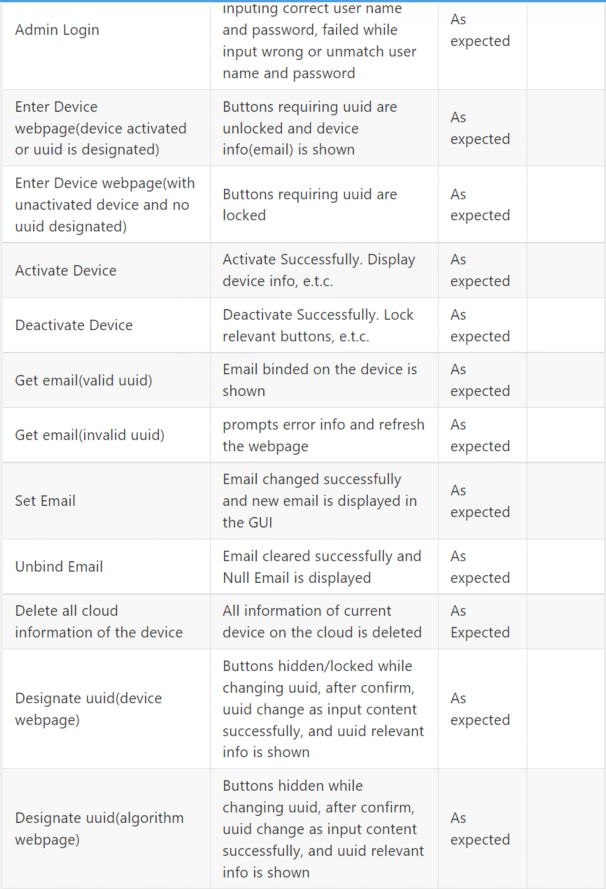 Admin Login
inputing correct user name
and password, failed while
input wrong or unmatch user
name and password
As
expected
Enter Device
webpage(device activated
or uuid is designated)
Buttons requiring uuid are
unlocked and device
info(email) is shown
As
expected
Enter Device webpage(with
unactivated device and no
uuid designated)
Buttons requiring uuid are
locked
As
expected
Activate Device
Activate Successfully. Display
device info, e.t.c.
As
expected
Deactivate Device
Deactivate Successfully. Lock
relevant buttons, e.t.c.
As
expected
Get email(valid uuid)
Email binded on the device is
shown
As
expected
Get email(invalid uuid)
prompts error info and refresh
the webpage
As
expected
Set Email
Email changed successfully
and new email is displayed in
the GUI
As
expected
Unbind Email
Email cleared successfully and
Null Email is displayed
As
expected
Delete all cloud
information of the device
All information of current
device on the cloud is deleted
As
Expected
Designate uuid(device
webpage)
Buttons hidden/locked while
changing uuid, after confirm,
uuid change as input content
successfully, and uuid relevant
info is shown
As
expected
Designate uuid(algorithm
webpage)
Buttons hidden while
changing uuid, after confirm,
uuid change as input content
successfully, and uuid relevant
info is shown
As
expected